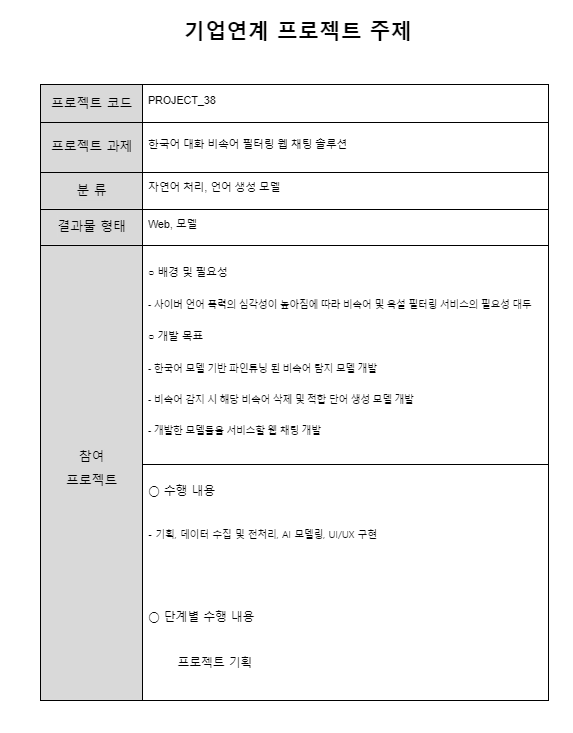 기업연계 프로젝트 주제
프로젝트 코드
PROJECT_38
프로젝트 과제
한국어 대화 비속어 필터링 웹 채팅 솔루션
분 류
자연어 처리, 언어 생성 모델
결과물 형태
Web, 모델
참여
프로젝트
○ 배경 및 필요성
- 사이버 언어 폭력의 심각성이 높아짐에 따라 비속어 및 욕설 필터링 서비스의 필요성 대두
○ 개발 목표
- 한국어 모델 기반 파인튜닝 된 비속어 탐지 모델 개발
- 비속어 감지 시 해당 비속어 삭제 및 적합 단어 생성 모델 개발
- 개발한 모델들을 서비스할 웹 채팅 개발
○ 수행 내용
- 기획, 데이터 수집 및 전처리, AI 모델링, UI/UX 구현
○ 단계별 수행 내용
프로젝트 기획